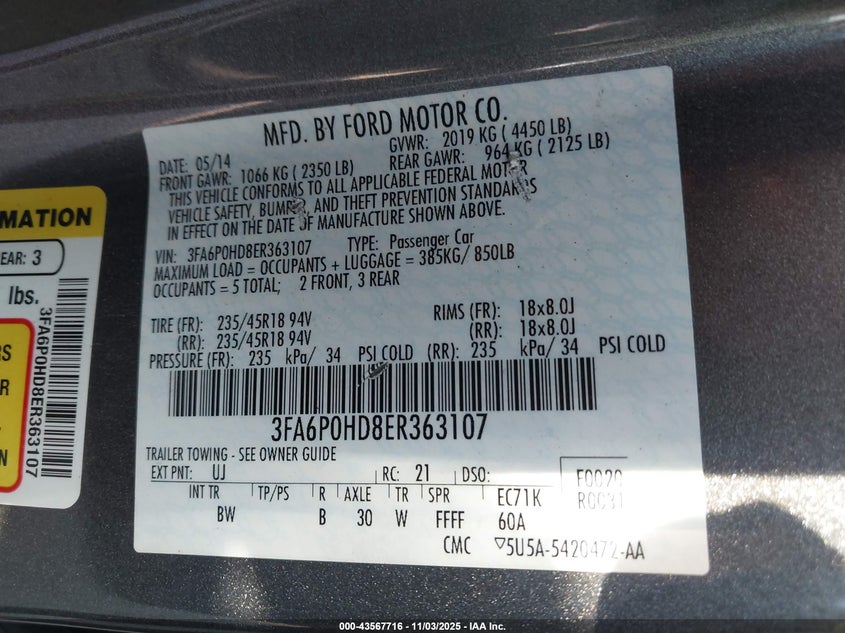 MFD. BY FORD MOTOR CO.
DATE: 05/14 GVWR: 2019 KG ( 4450 LB)
FRONT GAWR: 1066 KG ( 2350 LB) REAR GAWR: 964 KG ( 2125 LB)
THIS VEHICLE CONFORMS TO ALL APPLICABLE FEDERAL MOTOR
VEHICLE SAFETY, BUMPER, AND THEFT PREVENTION STANDARDS
IN EFFECT ON THE DATE OF MANUFACTURE SHOWN ABOVE.
VIN: 3FA6P0HD8ER363107 TYPE: Passenger Car
MAXIMUM LOAD = OCCUPANTS + LUGGAGE = 385KG/ 850LB
OCCUPANTS = 5 TOTAL; 2 FRONT, 3 REAR
TIRE (FR): 235/45R18 94V RIMS (FR): 18x8.0J
(RR): 235/45R18 94V (RR): 18x8.0J
PRESSURE (FR): 235 kPa/ 34 PSI COLD (RR): 235 kPa/ 34 PSI COLD
3FA6P0HD8ER363107
TRAILER TOWING - SEE OWNER GUIDE
EXT PNT: UJ RC: 21 DSO: F0020
INT TR TP/PS R AXLE TR SPR EC71K R0031
BW B 30 W FFFF 60A
CMC 5U5A-5420472-AA
MATION
EAR: 3
lbs.
RS
R
N
3FA6P0HD8ER363107
000-43567716 - 11/03/2025 - IAA Inc.